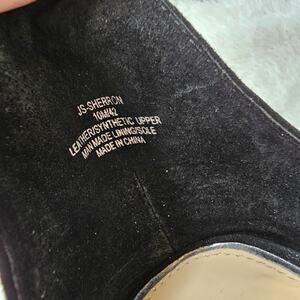 JS-SHERRON
10M/42
LEATHER/SYNTHETIC UPPER
MAN MADE LINING/SOLE
MADE IN CHINA